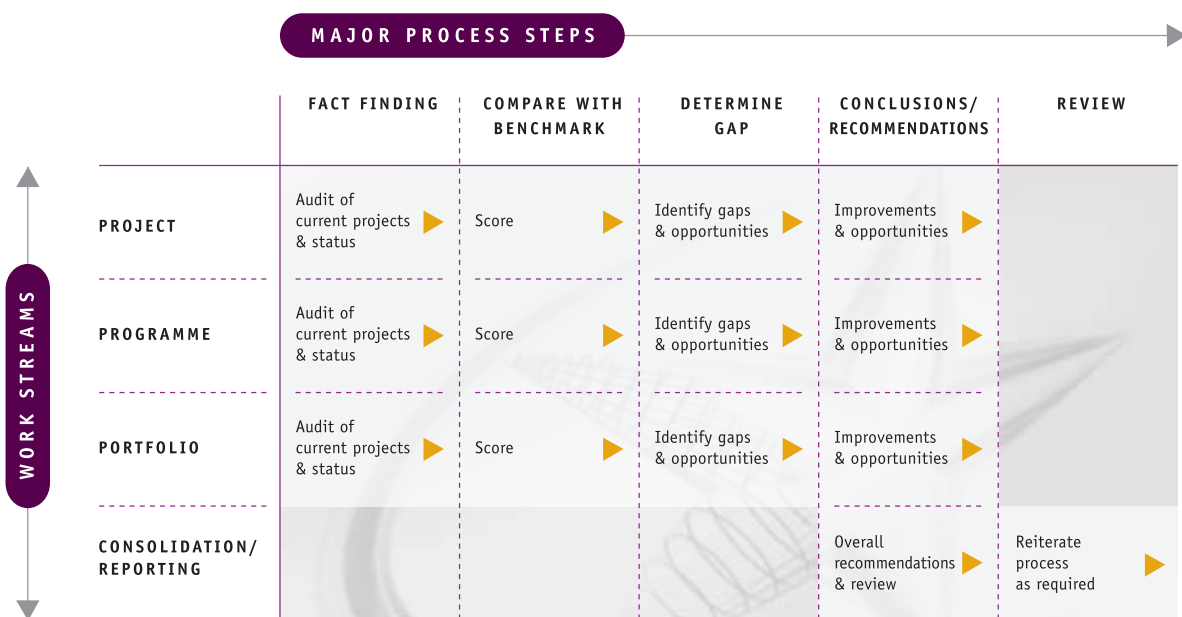 MAJOR PROCESS STEPS
FACT FINDING
COMPARE WITH
BENCHMARK
DETERMINE
GAP
CONCLUSIONS/
RECOMMENDATIONS
REVIEW
WORK STREAMS
PROJECT
Audit of
current projects
& status
Score
Identify gaps
& opportunities
Improvements
& opportunities
PROGRAMME
Audit of
current projects
& status
Score
Identify gaps
& opportunities
Improvements
& opportunities
PORTFOLIO
Audit of
current projects
& status
Score
Identify gaps
& opportunities
Improvements
& opportunities
CONSOLIDATION/
REPORTING
Overall
recommendations
& review
Reiterate
process
as required